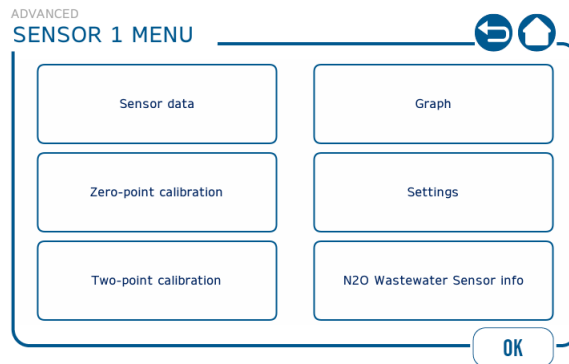 ADVANCED
SENSOR 1 MENU
Sensor data
Graph
Zero-point calibration
Settings
Two-point calibration
N2O Wastewater Sensor info
OK